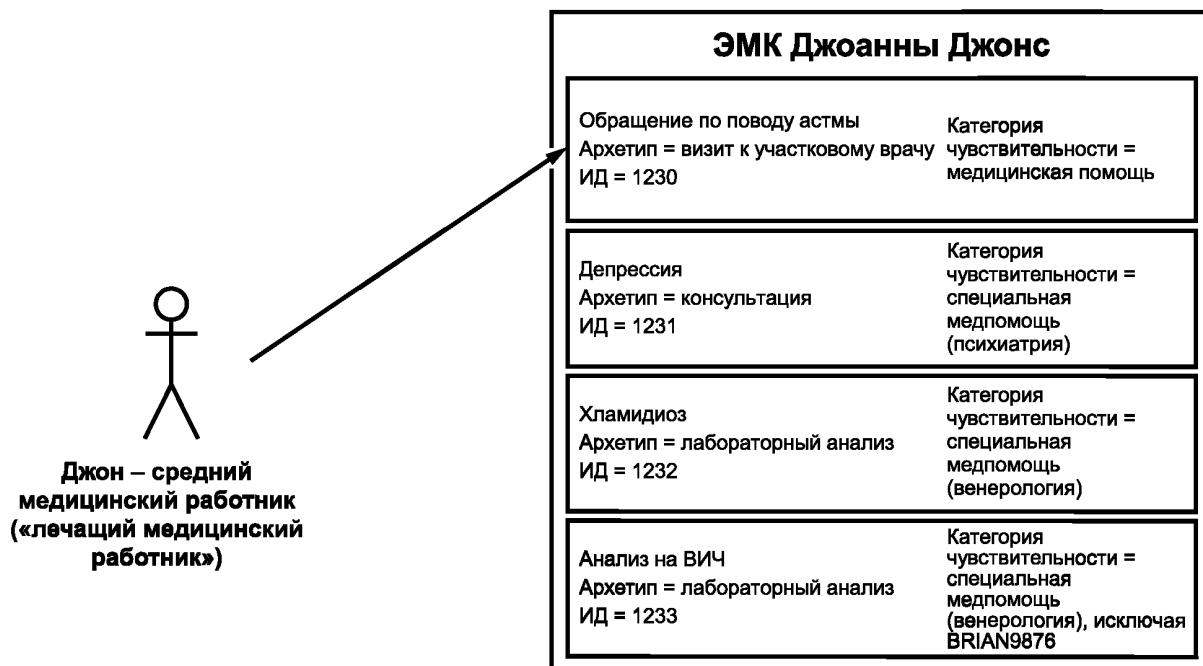 ЭМК Джоанны Джонс
Обращение по поводу астмы
Архетип = визит к участковому врачу
ИД = 1230
Категория
чувствительности =
медицинская помощь
Депрессия
Архетип = консультация
ИД = 1231
Категория
чувствительности =
специальная
медпомощь
(психиатрия)
Хламидиоз
Архетип = лабораторный анализ
ИД = 1232
Категория
чувствительности =
специальная
медпомощь
(венерология)
Анализ на ВИЧ
Архетип = лабораторный анализ
ИД = 1233
Категория
чувствительности =
специальная
медпомощь
(венерология), исключая
BRIAN9876
Джон – средний
медицинский работник
(«лечащий медицинский
работник»)